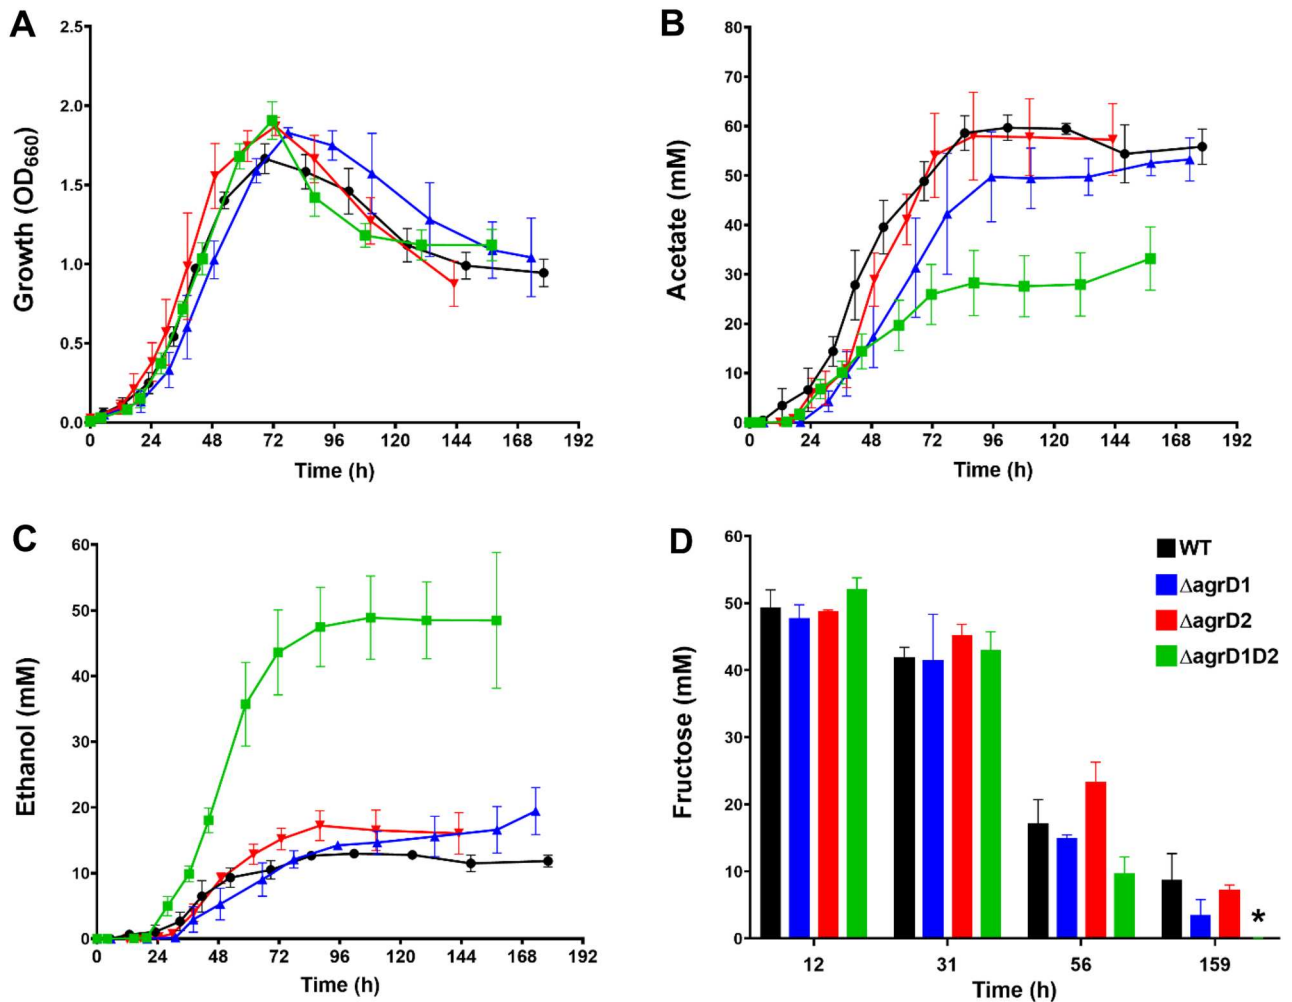 A
2.5
2.0
1.5
1.0
0.5
0.0
Growth (OD660)
0 24 48 72 96 120 144 168 192
Time (h)
B
80
70
60
50
40
30
20
10
0
Acetate (mM)
0 24 48 72 96 120 144 168 192
Time (h)
C
60
50
40
30
20
10
0
Ethanol (mM)
0 24 48 72 96 120 144 168 192
Time (h)
D
60
50
40
30
20
10
0
Fructose (mM)
WT
ΔagrD1
ΔagrD2
ΔagrD1D2
*
12 31 56 159
Time (h)